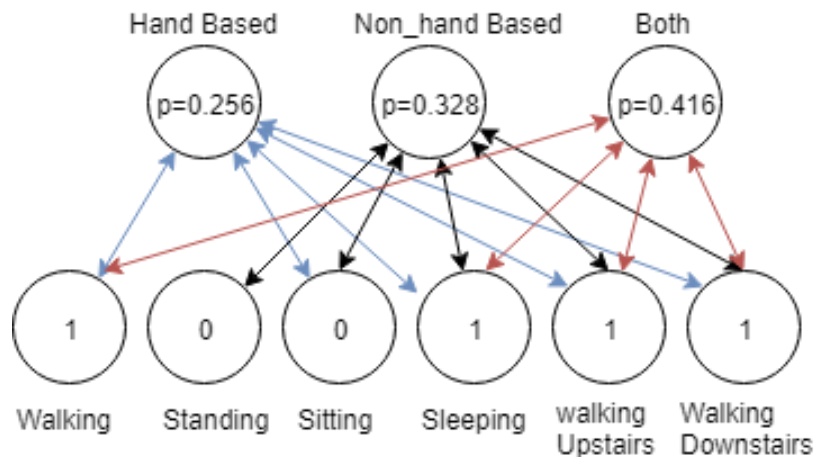 Hand Based Non_hand Based Both
p=0.256 p=0.328 p=0.416
1 0 0 1 1 1
Walking Standing Sitting Sleeping walking Walking
Upstairs Downstairs